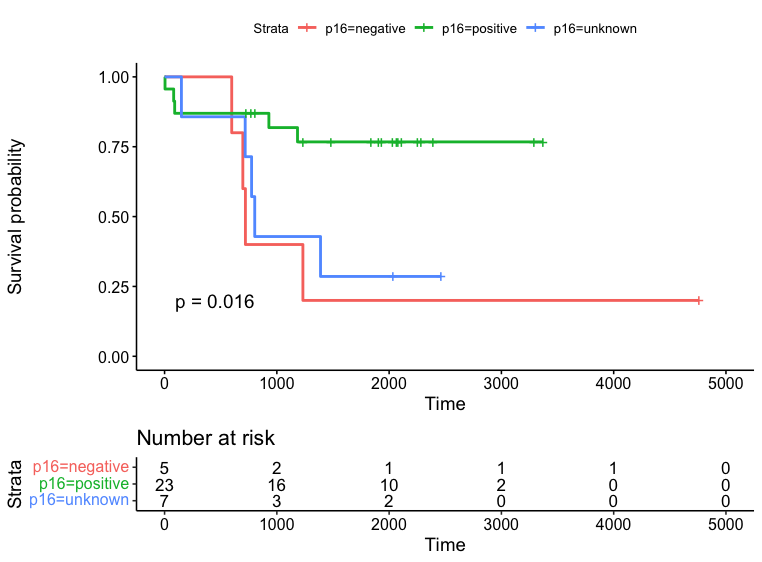 Strata p16=negative p16=positive p16=unknown
1.00
0.75
0.50
0.25
0.00
Survival probability
p = 0.016
0 1000 2000 3000 4000 5000
Time
Number at risk
Strata
p16=negative 5 2 1 1 1 0
p16=positive 23 16 10 2 0 0
p16=unknown 7 3 2 0 0 0
0 1000 2000 3000 4000 5000
Time